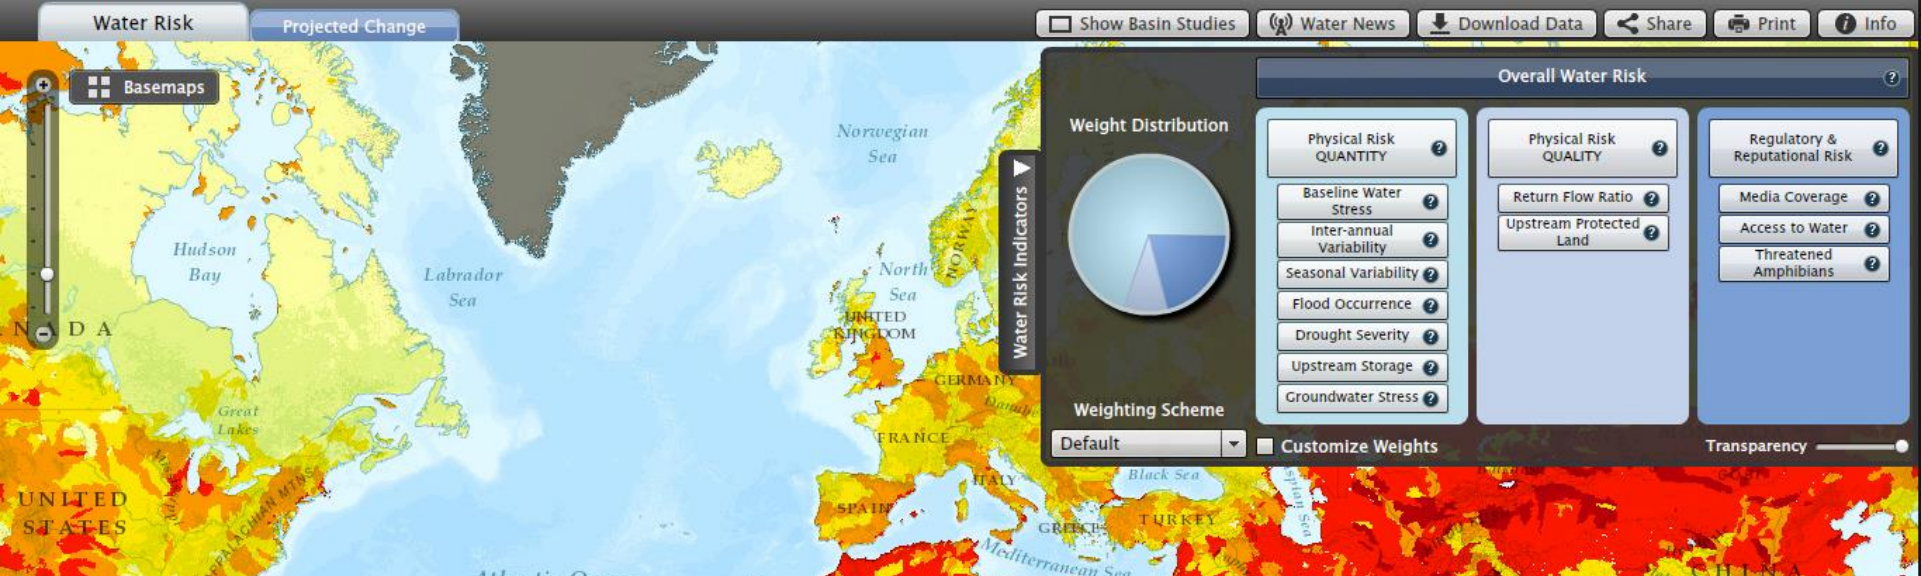 Water Risk
Projected Change
Show Basin Studies
Water News
Download Data
Share
Print
Info
Basemaps
Overall Water Risk
?
Weight Distribution
Physical Risk
QUANTITY
?
Baseline Water
Stress
?
Inter-annual
Variability
?
Seasonal Variability
?
Flood Occurrence
?
Drought Severity
?
Upstream Storage
?
Groundwater Stress
?
Physical Risk
QUALITY
?
Return Flow Ratio
?
Upstream Protected
Land
?
Regulatory &
Reputational Risk
?
Media Coverage
?
Access to Water
?
Threatened
Amphibians
?
Weighting Scheme
Default
Customize Weights
Transparency
Water Risk Indicators
Norwegian
Sea
Hudson
Bay
Labrador
Sea
North
Sea
NORWAY
UNITED
KINGDOM
NADA
GERMANY
Danube
Great
Lakes
FRANCE
UNITED
STATES
APPALACHIAN MTNS
SPAIN
ITALY
Black Sea
GREECE
TURKEY
Mediterranean Sea
CHINA